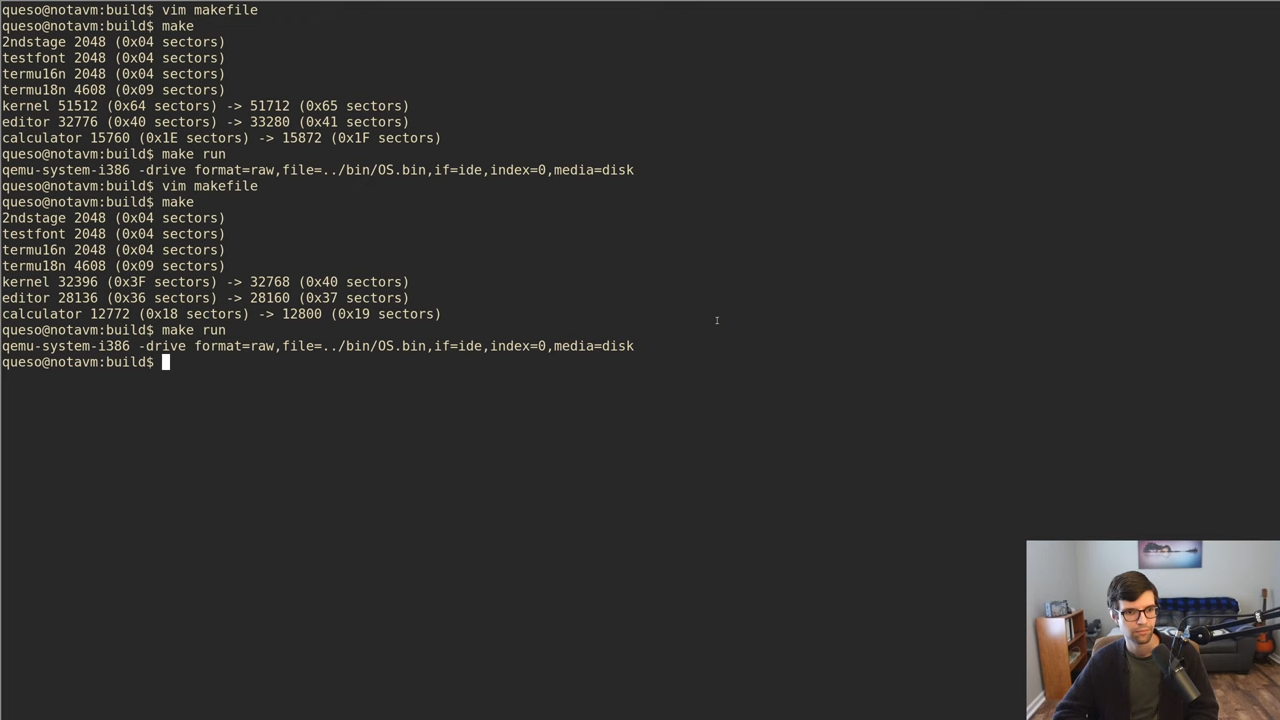 queso@notavm:build$ vim makefile
queso@notavm:build$ make
2ndstage 2048 (0x04 sectors)
testfont 2048 (0x04 sectors)
termu16n 2048 (0x04 sectors)
termu18n 4608 (0x09 sectors)
kernel 51512 (0x64 sectors) -> 51712 (0x65 sectors)
editor 32776 (0x40 sectors) -> 33280 (0x41 sectors)
calculator 15760 (0x1E sectors) -> 15872 (0x1F sectors)
queso@notavm:build$ make run
qemu-system-i386 -drive format=raw,file=../bin/OS.bin,if=ide,index=0,media=disk
queso@notavm:build$ vim makefile
queso@notavm:build$ make
2ndstage 2048 (0x04 sectors)
testfont 2048 (0x04 sectors)
termu16n 2048 (0x04 sectors)
termu18n 4608 (0x09 sectors)
kernel 32396 (0x3F sectors) -> 32768 (0x40 sectors)
editor 28136 (0x36 sectors) -> 28160 (0x37 sectors)
calculator 12772 (0x18 sectors) -> 12800 (0x19 sectors)
queso@notavm:build$ make run
qemu-system-i386 -drive format=raw,file=../bin/OS.bin,if=ide,index=0,media=disk
queso@notavm:build$